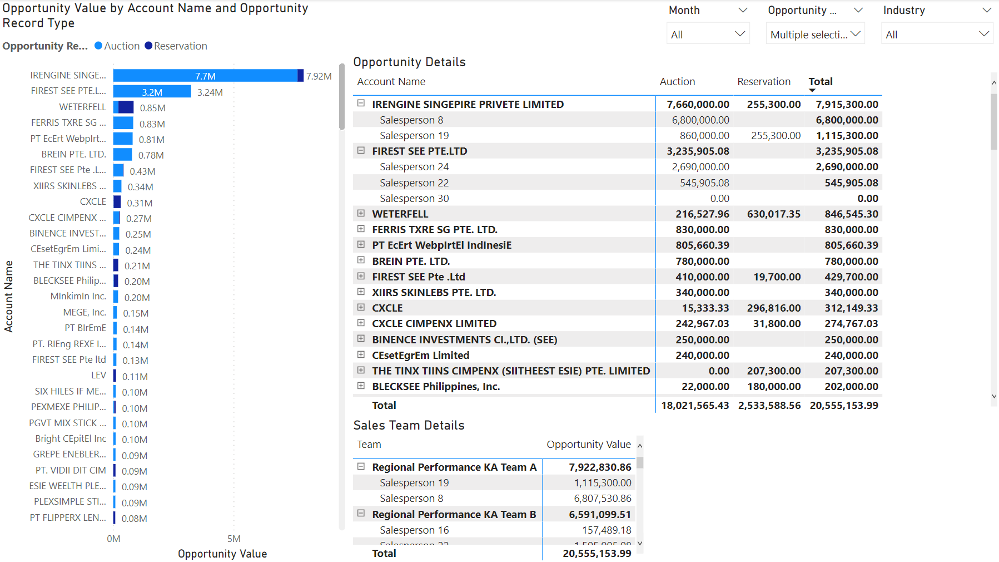 Opportunity Value by Account Name and Opportunity
Record Type
Opportunity Re... Auction Reservation
Month
All
Opportunity ...
Multiple selecti...
Industry
All
Account Name
IRENGINE SINGE... 7.7M 7.92M
FIREST SEE PTE.L... 3.2M 3.24M
WETERFELL 0.85M
FERRIS TXRE SG ... 0.83M
PT EcErt WebpIrt... 0.81M
BREIN PTE. LTD. 0.78M
FIREST SEE Pte .L... 0.43M
XIIRS SKINLEBS ... 0.34M
CXCLE 0.31M
CXCLE CIMPENX ... 0.27M
BINENCE INVEST... 0.25M
CEsetEgrEm Limi... 0.24M
THE TINX TIINS ... 0.21M
BLECKSEE Philip... 0.20M
MInkimIn Inc. 0.20M
MEGE, Inc. 0.15M
PT BIrEmE 0.14M
PT. RIEng REXE I... 0.14M
FIREST SEE Pte ltd 0.13M
LEV 0.11M
SIX HILES IF ME... 0.10M
PEXMEXE PHILIP... 0.10M
PGVT MIX STICK ... 0.10M
Bright CEpitEl Inc 0.10M
GREPE ENEBLER... 0.09M
PT. VIDII DIT CIM 0.09M
ESIE WEELTH PLE... 0.09M
PLEXSIMPLE STI... 0.09M
PT FLIPPERX LEN... 0.08M
0M 5M
Opportunity Value
Opportunity Details
Account Name Auction Reservation Total
IRENGINE SINGEPIRE PRIVETE LIMITED 7,660,000.00 255,300.00 7,915,300.00
Salesperson 8 6,800,000.00 6,800,000.00
Salesperson 19 860,000.00 255,300.00 1,115,300.00
FIREST SEE PTE.LTD 3,235,905.08 3,235,905.08
Salesperson 24 2,690,000.00 2,690,000.00
Salesperson 22 545,905.08 545,905.08
Salesperson 30 0.00 0.00
WETERFELL 216,527.96 630,017.35 846,545.30
FERRIS TXRE SG PTE. LTD. 830,000.00 830,000.00
PT EcErt WebpIrtEl IndInesiE 805,660.39 805,660.39
BREIN PTE. LTD. 780,000.00 780,000.00
FIREST SEE Pte .Ltd 410,000.00 19,700.00 429,700.00
XIIRS SKINLEBS PTE. LTD. 340,000.00 340,000.00
CXCLE 15,333.33 296,816.00 312,149.33
CXCLE CIMPENX LIMITED 242,967.03 31,800.00 274,767.03
BINENCE INVESTMENTS CI.,LTD. (SEE) 250,000.00 250,000.00
CEsetEgrEm Limited 240,000.00 240,000.00
THE TINX TIINS CIMPENX (SIITHEEST ESIE) PTE. LIMITED 0.00 207,300.00 207,300.00
BLECKSEE Philippines, Inc. 22,000.00 180,000.00 202,000.00
Total 18,021,565.43 2,533,588.56 20,555,153.99
Sales Team Details
Team Opportunity Value
Regional Performance KA Team A 7,922,830.86
Salesperson 19 1,115,300.00
Salesperson 8 6,807,530.86
Regional Performance KA Team B 6,591,099.51
Salesperson 16 157,489.18
Total 20,555,153.99